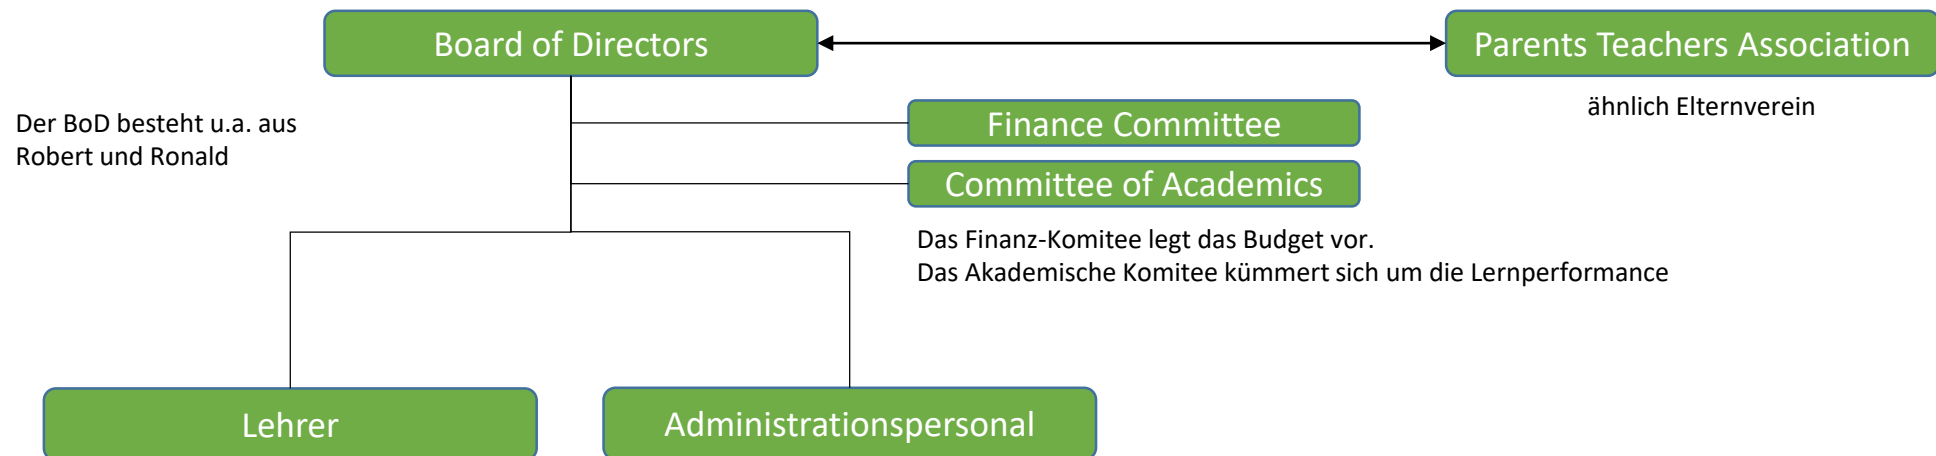 Board of Directors
Parents Teachers Association
ähnlich Elternverein
Der BoD besteht u.a. aus
Robert und Ronald
Finance Committee
Committee of Academics
Das Finanz-Komitee legt das Budget vor.
Das Akademische Komitee kümmert sich um die Lernperformance
Lehrer
Administrationspersonal